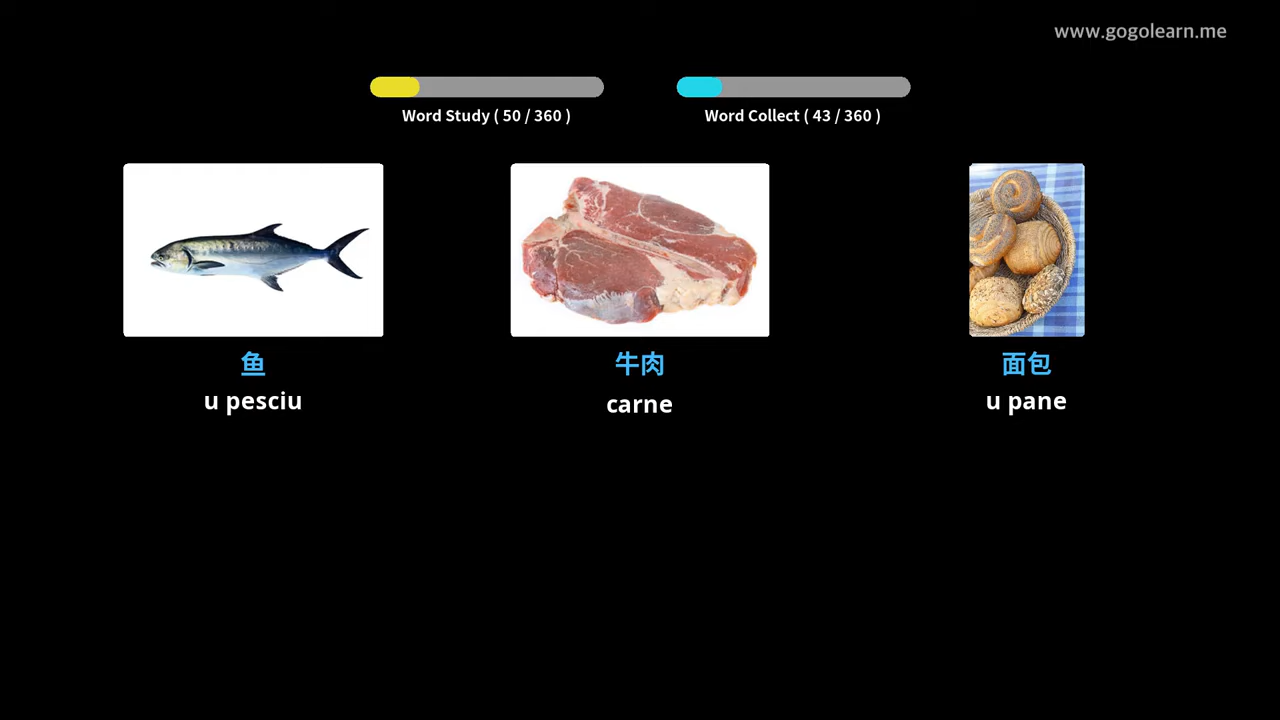 www.gogolearn.me
Word Study ( 50 / 360 )
Word Collect ( 43 / 360 )
鱼
牛肉
面包
u pesciu
carne
u pane